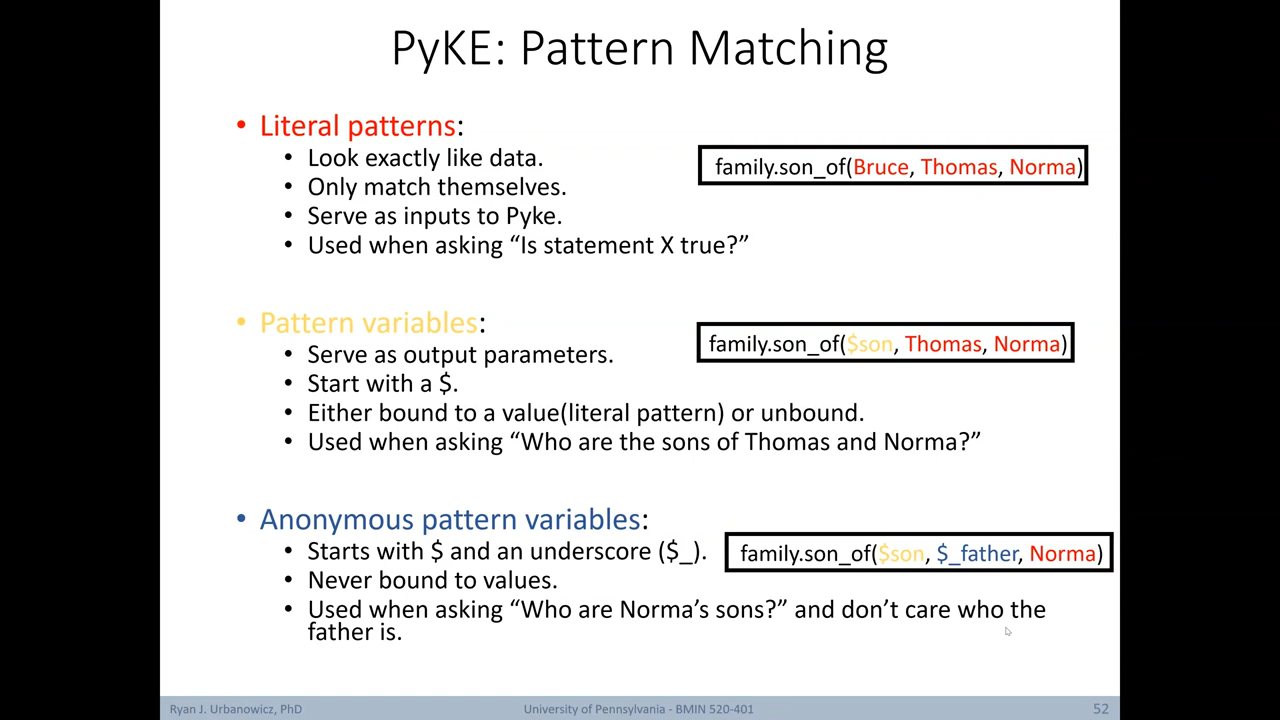 PyKE: Pattern Matching
• Literal patterns:
• Look exactly like data.
• Only match themselves.
• Serve as inputs to Pyke.
• Used when asking “Is statement X true?”
family.son_of(Bruce, Thomas, Norma)
• Pattern variables:
• Serve as output parameters.
• Start with a $.
• Either bound to a value(literal pattern) or unbound.
• Used when asking “Who are the sons of Thomas and Norma?”
family.son_of($son, Thomas, Norma)
• Anonymous pattern variables:
• Starts with $ and an underscore ($_).
• Never bound to values.
• Used when asking “Who are Norma’s sons?” and don’t care who the
father is.
family.son_of($son, $_father, Norma)
Ryan J. Urbanowicz, PhD
University of Pennsylvania - BMIN 520-401
52